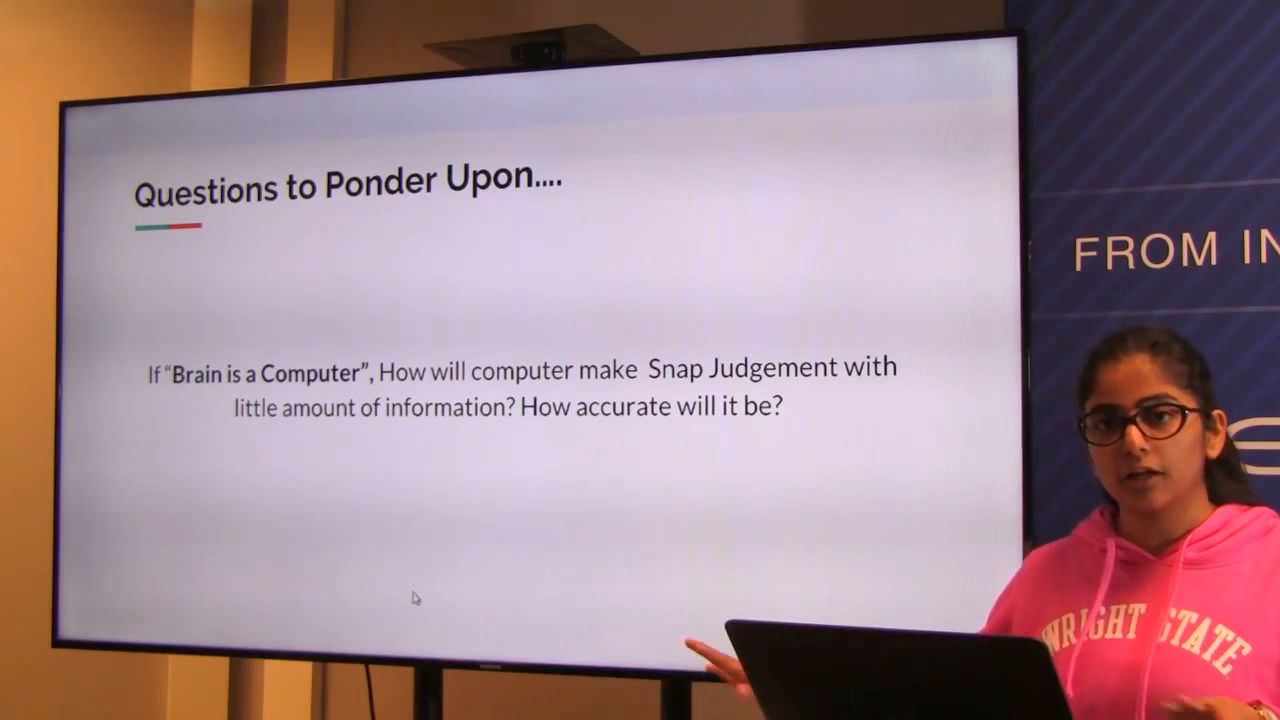 Questions to Ponder Upon....
If “Brain is a Computer”, How will computer make Snap Judgement with
little amount of information? How accurate will it be?
FROM IN
WRIGHT STATE